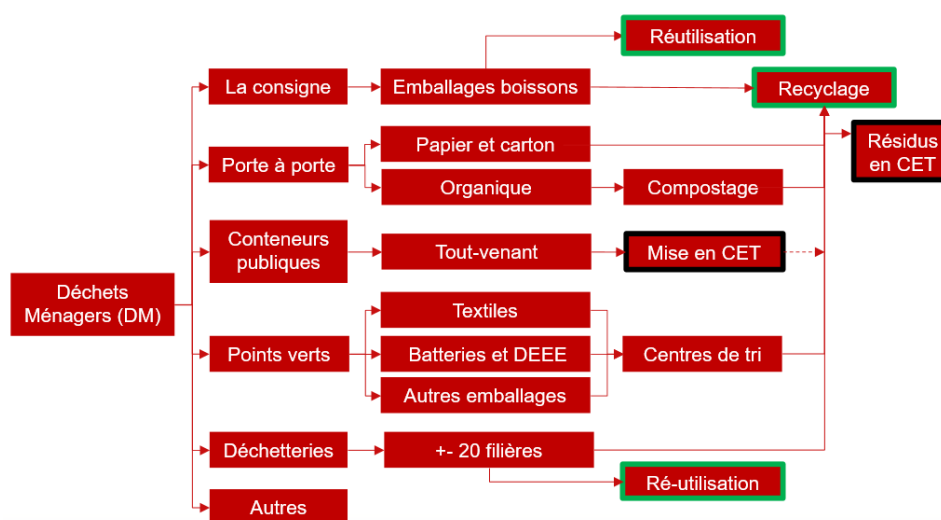 Réutilisation
La consigne
Emballages boissons
Recyclage
Papier et carton
Résidus
en CET
Porte à porte
Organique
Compostage
Conteneurs
publiques
Tout-venant
Mise en CET
Déchets
Ménagers (DM)
Textiles
Points verts
Batteries et DEEE
Centres de tri
Autres emballages
Déchetteries
+- 20 filières
Ré-utilisation
Autres